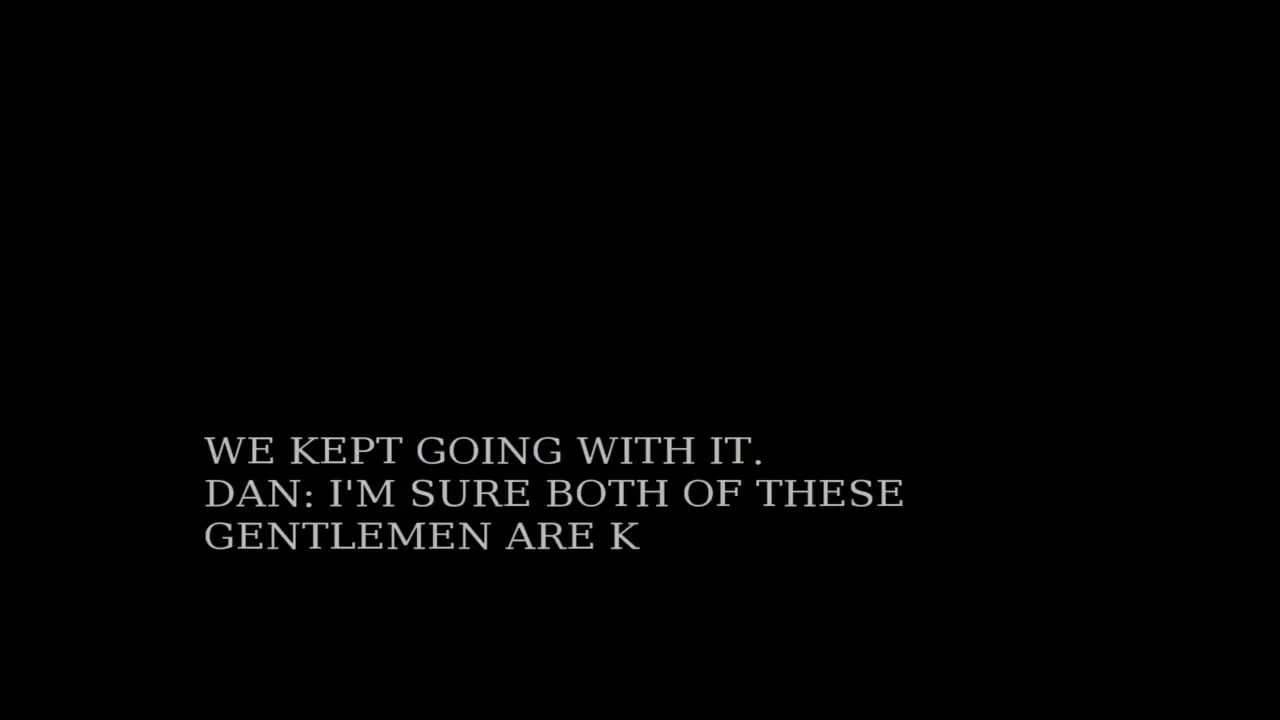 WE KEPT GOING WITH IT.
DAN: I'M SURE BOTH OF THESE
GENTLEMEN ARE K